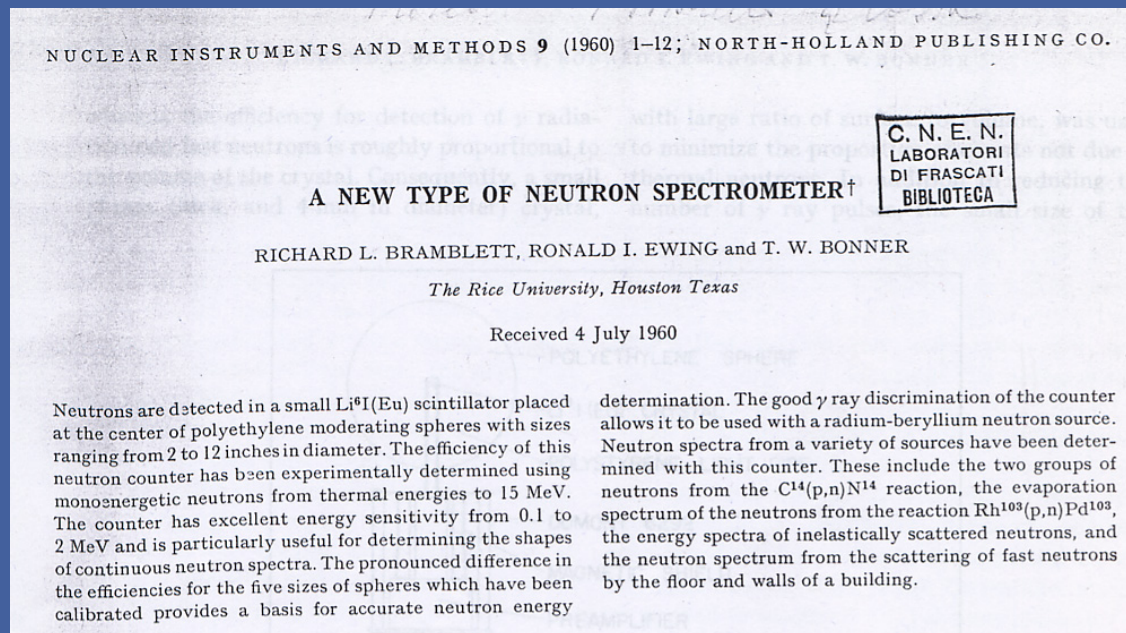 NUCLEAR INSTRUMENTS AND METHODS 9 (1960) 1–12; NORTH-HOLLAND PUBLISHING CO.
C.N.E.N.
LABORATORI
DI FRASCATI
BIBLIOTECA
A NEW TYPE OF NEUTRON SPECTROMETER†
RICHARD L. BRAMBLETT, RONALD I. EWING and T. W. BONNER
The Rice University, Houston Texas
Received 4 July 1960
Neutrons are detected in a small Li⁶I(Eu) scintillator placed
at the center of polyethylene moderating spheres with sizes
ranging from 2 to 12 inches in diameter. The efficiency of this
neutron counter has been experimentally determined using
monoenergetic neutrons from thermal energies to 15 MeV.
The counter has excellent energy sensitivity from 0.1 to
2 MeV and is particularly useful for determining the shapes
of continuous neutron spectra. The pronounced difference in
the efficiencies for the five sizes of spheres which have been
calibrated provides a basis for accurate neutron energy
determination. The good γ ray discrimination of the counter
allows it to be used with a radium-beryllium neutron source.
Neutron spectra from a variety of sources have been deter-
mined with this counter. These include the two groups of
neutrons from the C¹⁴(p,n)N¹⁴ reaction, the evaporation
spectrum of the neutrons from the reaction Rh¹⁰³(p,n)Pd¹⁰³,
the energy spectra of inelastically scattered neutrons, and
the neutron spectrum from the scattering of fast neutrons
by the floor and walls of a building.
POLYETHYLENE SPHERE
PREAMPLIFIER